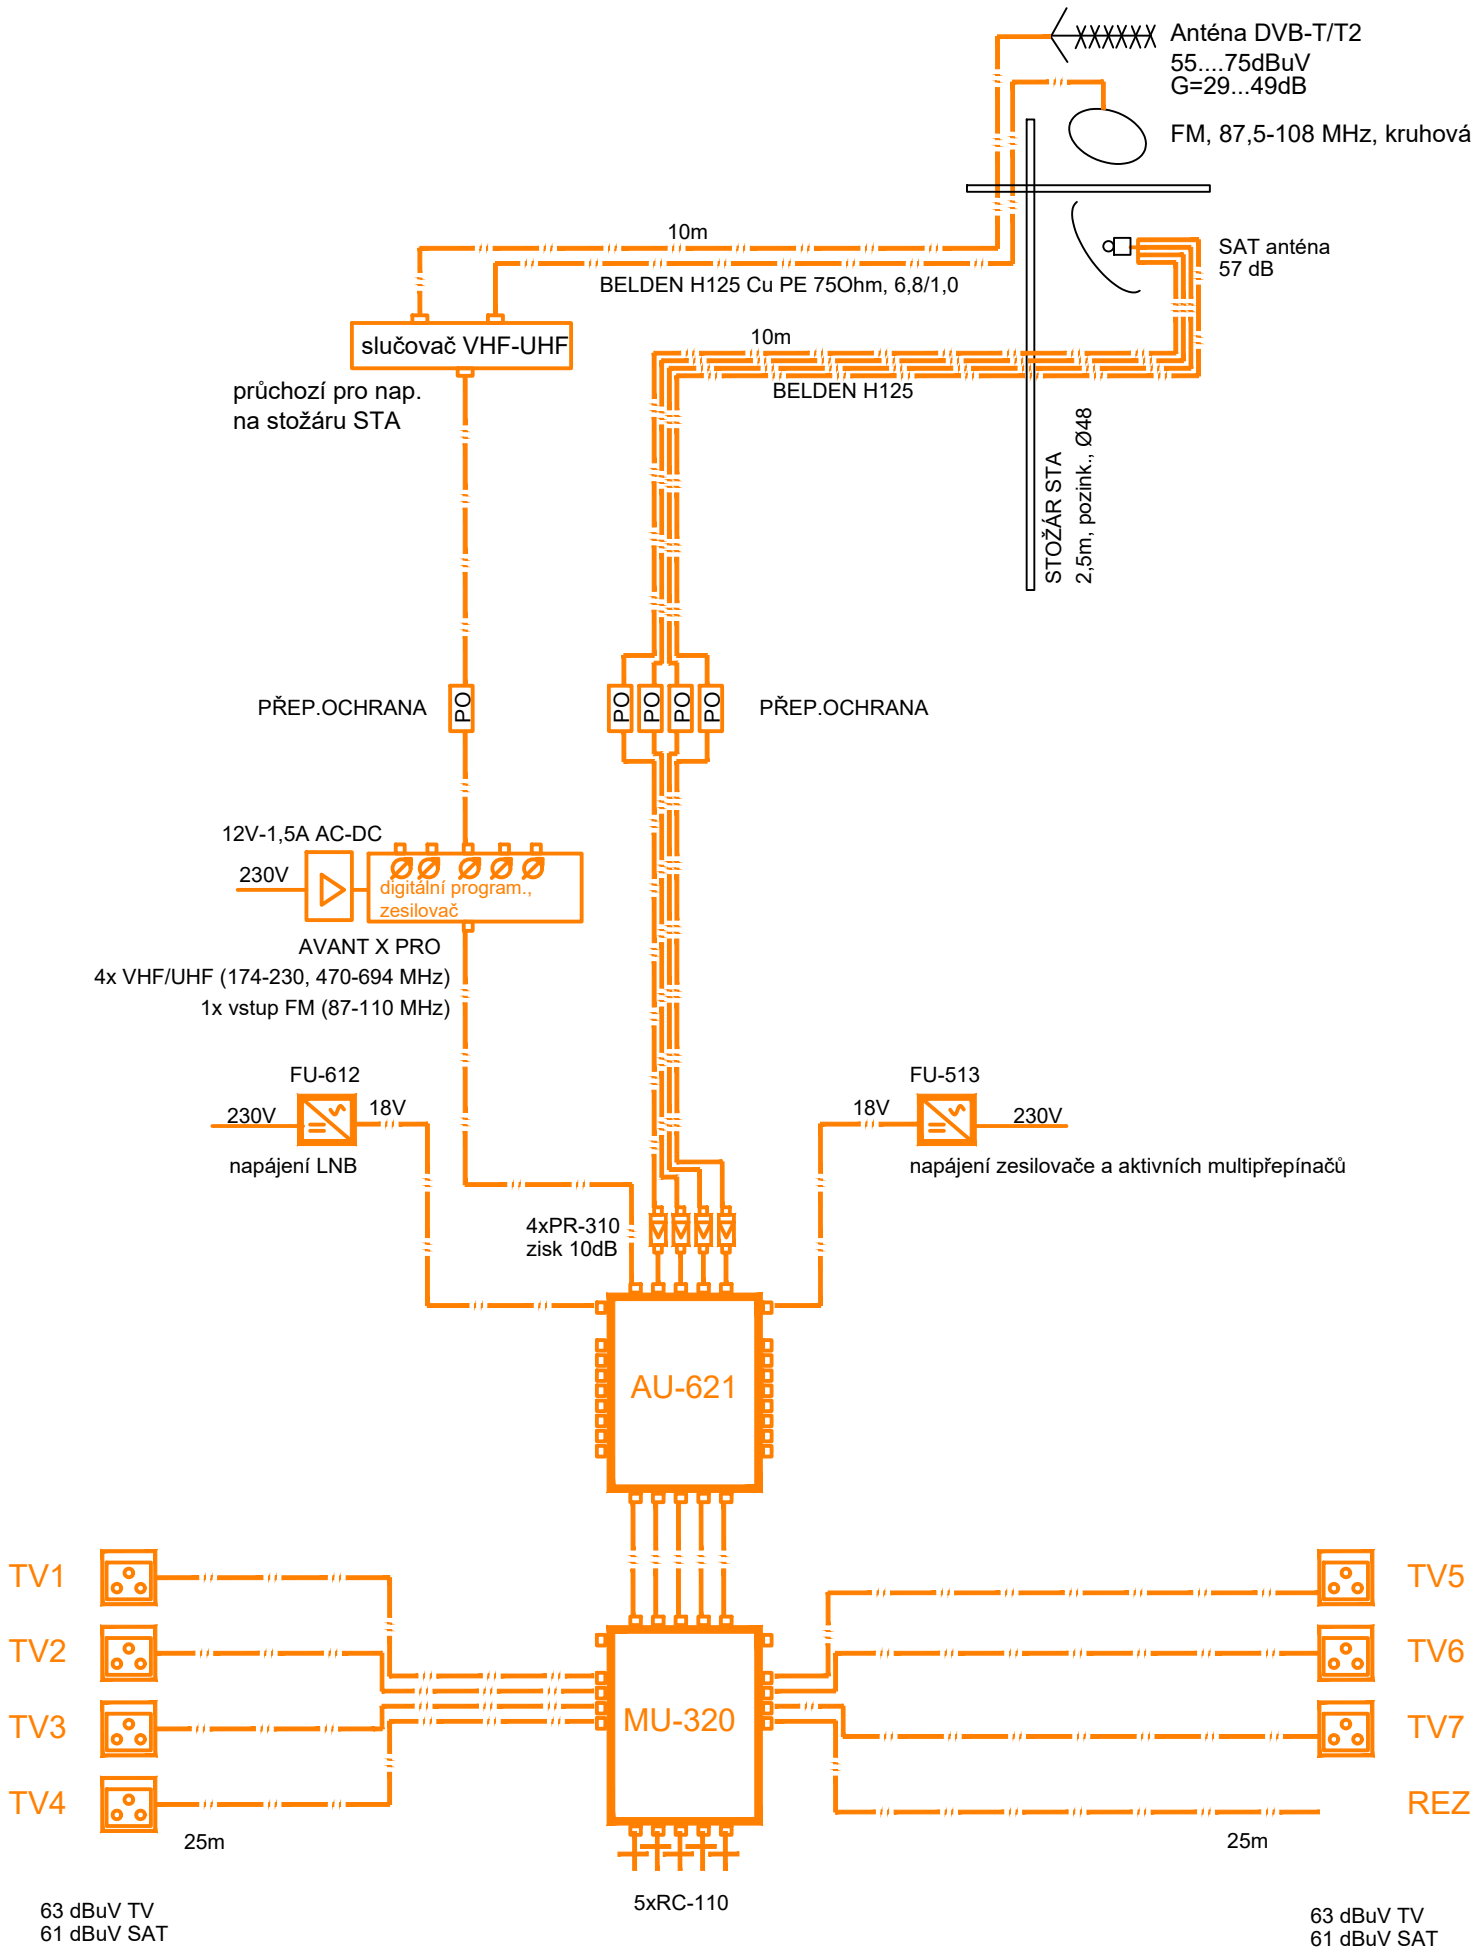 Anténa DVB-T/T2
55....75dBuV
G=29...49dB
FM, 87,5-108 MHz, kruhová
10m
SAT anténa
57 dB
BELDEN H125 Cu PE 75Ohm, 6,8/1,0
slučovač VHF-UHF
10m
průchozí pro nap.
na stožáru STA
BELDEN H125
STOŽÁR STA
2,5m, pozink., Ø48
PŘEP.OCHRANA
PO
PO
PO
PO
PO
PŘEP.OCHRANA
12V-1,5A AC-DC
230V
digitální program.,
zesilovač
AVANT X PRO
4x VHF/UHF (174-230, 470-694 MHz)
1x vstup FM (87-110 MHz)
FU-612
230V
18V
napájení LNB
FU-513
18V
230V
napájení zesilovače a aktivních multipřepínačů
4xPR-310
zisk 10dB
AU-621
TV1
TV2
TV3
TV4
MU-320
TV5
TV6
TV7
REZ
25m
25m
5xRC-110
63 dBuV TV
61 dBuV SAT
63 dBuV TV
61 dBuV SAT